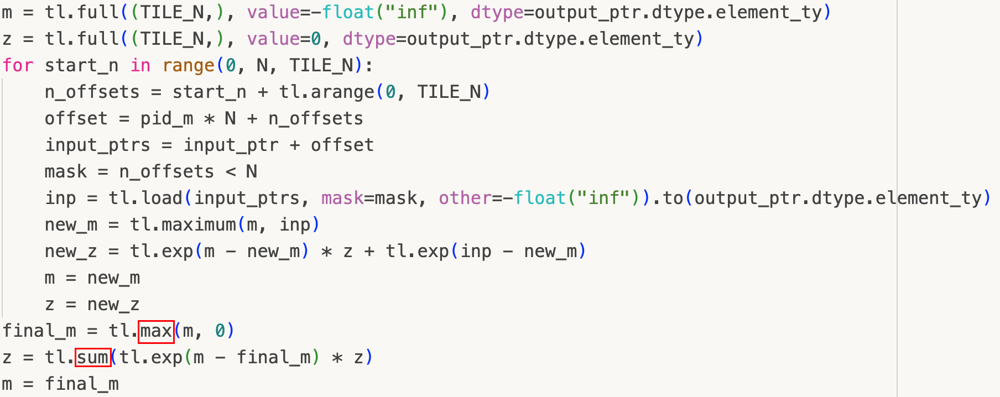 m = tl.full((TILE_N,), value=-float("inf"), dtype=output_ptr.dtype.element_ty)
z = tl.full((TILE_N,), value=0, dtype=output_ptr.dtype.element_ty)
for start_n in range(0, N, TILE_N):
    n_offsets = start_n + tl.arange(0, TILE_N)
    offset = pid_m * N + n_offsets
    input_ptrs = input_ptr + offset
    mask = n_offsets < N
    inp = tl.load(input_ptrs, mask=mask, other=-float("inf")).to(output_ptr.dtype.element_ty)
    new_m = tl.maximum(m, inp)
    new_z = tl.exp(m - new_m) * z + tl.exp(inp - new_m)
    m = new_m
    z = new_z
final_m = tl.max(m, 0)
z = tl.sum(tl.exp(m - final_m) * z)
m = final_m